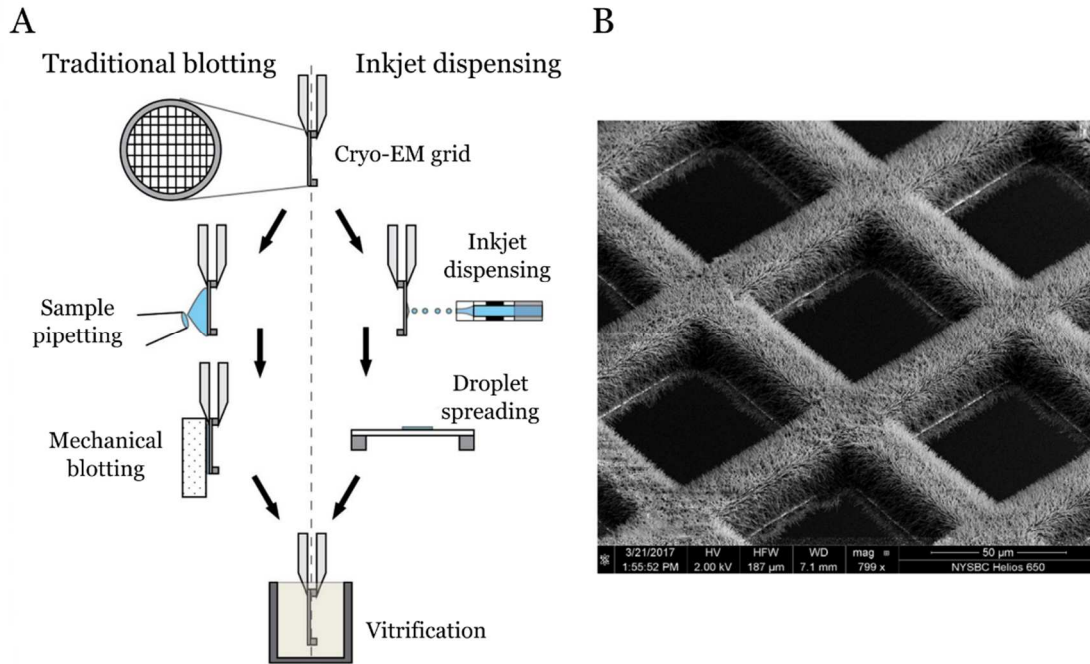 A
Traditional blotting
Inkjet dispensing
Cryo-EM grid
Inkjet
dispensing
Sample
pipetting
Droplet
spreading
Mechanical
blotting
Vitrification
B
3/21/2017 HV HFW WD mag 50 µm
1:55:52 PM 2.00 kV 187 µm 7.1 mm 799 x NYSBC Helios 650